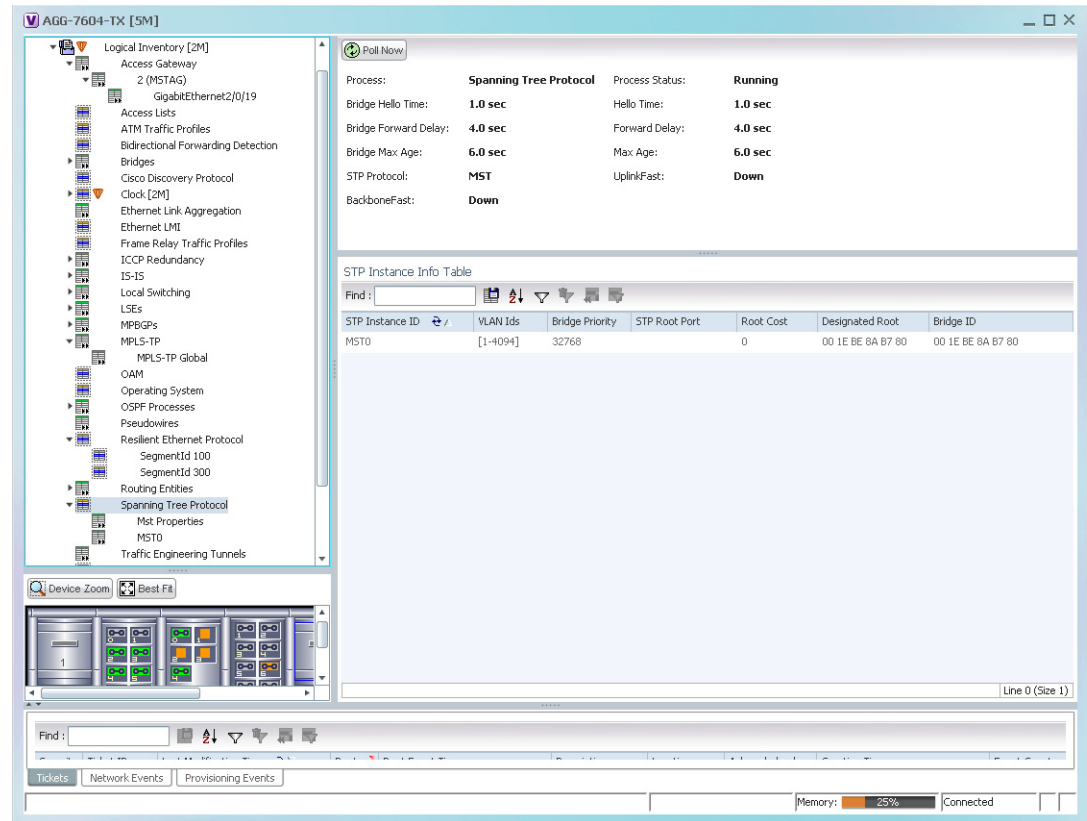 AGG-7604-TX [5M]
Logical Inventory [2M]
Access Gateway
2 (MSTAG)
GigabitEthernet2/0/19
Access Lists
ATM Traffic Profiles
Bidirectional Forwarding Detection
Bridges
Cisco Discovery Protocol
Clock [2M]
Ethernet Link Aggregation
Ethernet LMI
Frame Relay Traffic Profiles
ICCP Redundancy
IS-IS
Local Switching
LSEs
MPBGPs
MPLS-TP
MPLS-TP Global
OAM
Operating System
OSPF Processes
Pseudowires
Resilient Ethernet Protocol
SegmentId 100
SegmentId 300
Routing Entities
Spanning Tree Protocol
Mst Properties
MST0
Traffic Engineering Tunnels
Device Zoom Best Fit
1
Poll Now
Process: Spanning Tree Protocol Process Status: Running
Bridge Hello Time: 1.0 sec Hello Time: 1.0 sec
Bridge Forward Delay: 4.0 sec Forward Delay: 4.0 sec
Bridge Max Age: 6.0 sec Max Age: 6.0 sec
STP Protocol: MST UplinkFast: Down
BackboneFast: Down
STP Instance Info Table
Find :
STP Instance ID VLAN Ids Bridge Priority STP Root Port Root Cost Designated Root Bridge ID
MST0 [1-4094] 32768 0 00 1E BE 8A B7 80 00 1E BE 8A B7 80
Line 0 (Size 1)
Find :
Tickets Network Events Provisioning Events
Memory: 25% Connected